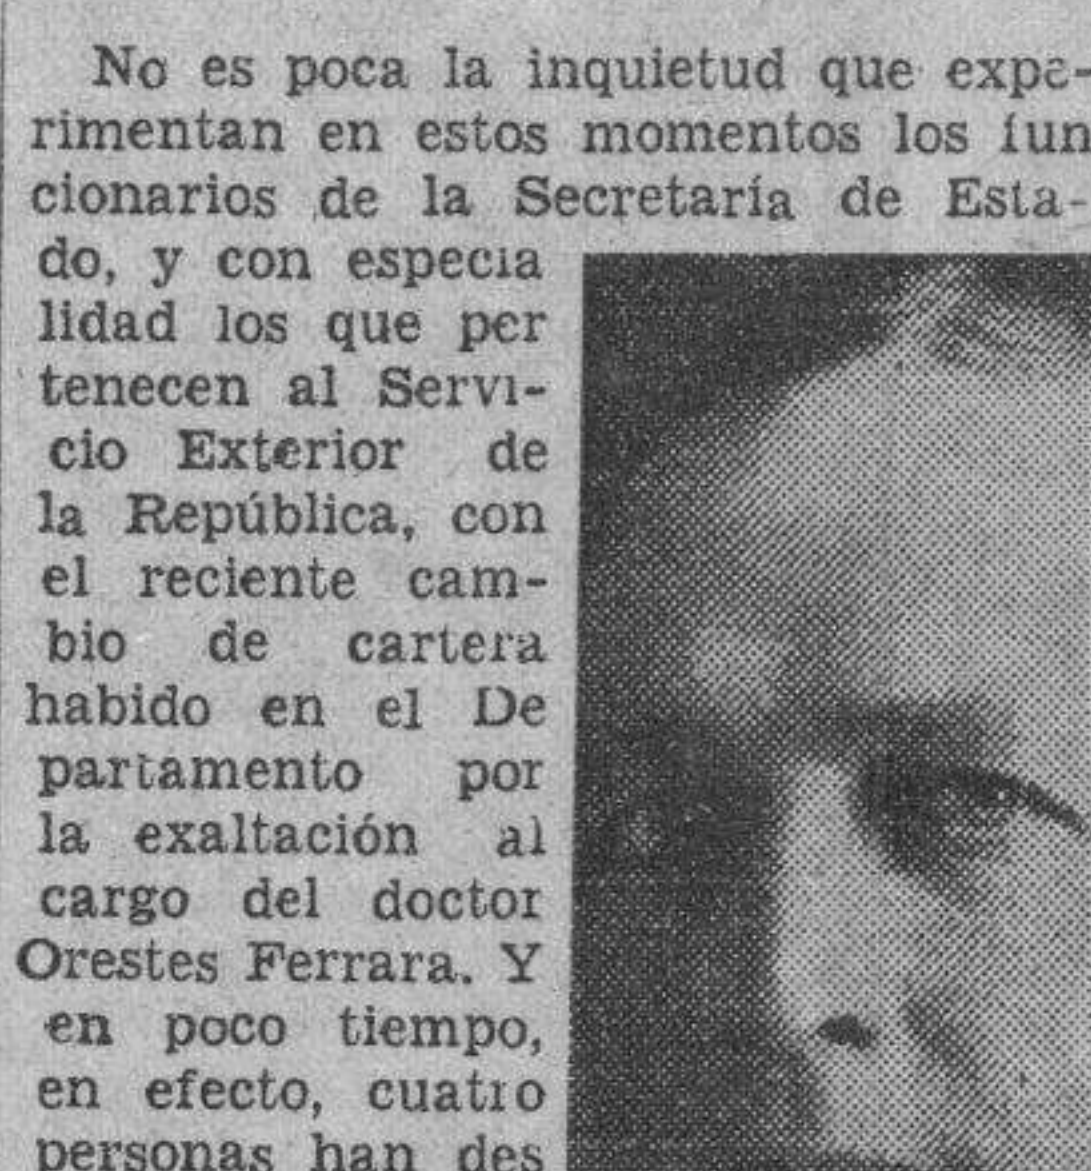 No es poca la inquietud que expe-
rimentan en estos momentos los fun
cionarios de la Secretaría de Esta-
do, y con especia
lidad los que per
tenecen al Servi-
cio Exterior de
la República, con
el reciente cam-
bio de cartera
habido en el De
partamento por
la exaltación al
cargo del doctor
Orestes Ferrara. Y
en poco tiempo,
en efecto, cuatro
personas han des